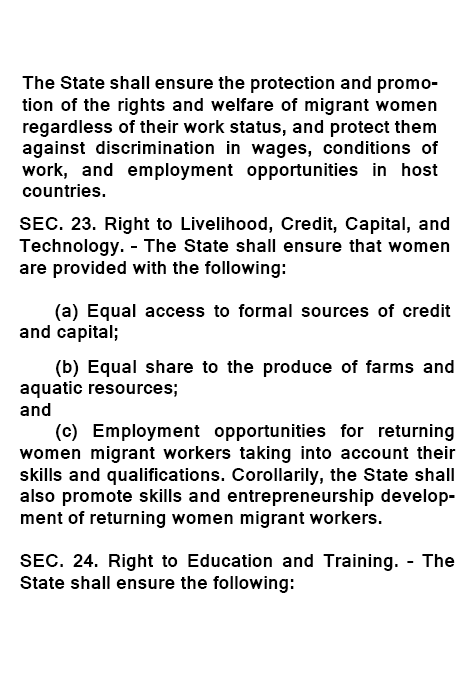 The State shall ensure the protection and promo-
tion of the rights and welfare of migrant women
regardless of their work status, and protect them
against discrimination in wages, conditions of
work, and employment opportunities in host
countries.
SEC. 23. Right to Livelihood, Credit, Capital, and
Technology. - The State shall ensure that women
are provided with the following:
(a) Equal access to formal sources of credit
and capital;
(b) Equal share to the produce of farms and
aquatic resources;
and
(c) Employment opportunities for returning
women migrant workers taking into account their
skills and qualifications. Corollarily, the State shall
also promote skills and entrepreneurship develop-
ment of returning women migrant workers.
SEC. 24. Right to Education and Training. - The
State shall ensure the following: